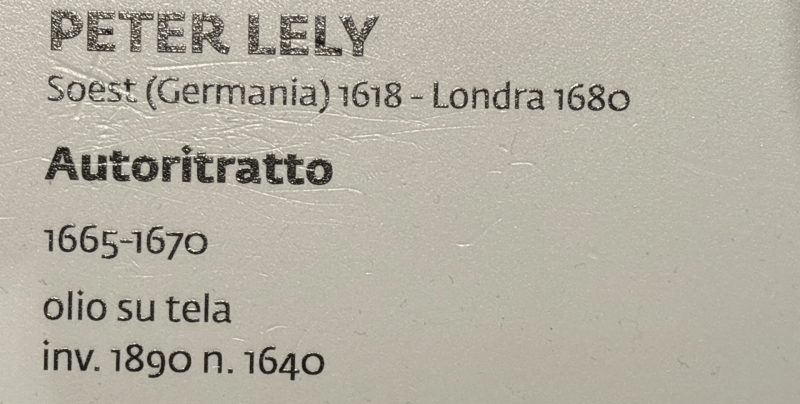 PETER LELY
Soest (Germania) 1618 - Londra 1680
Autoritratto
1665-1670
olio su tela
inv. 1890 n. 1640